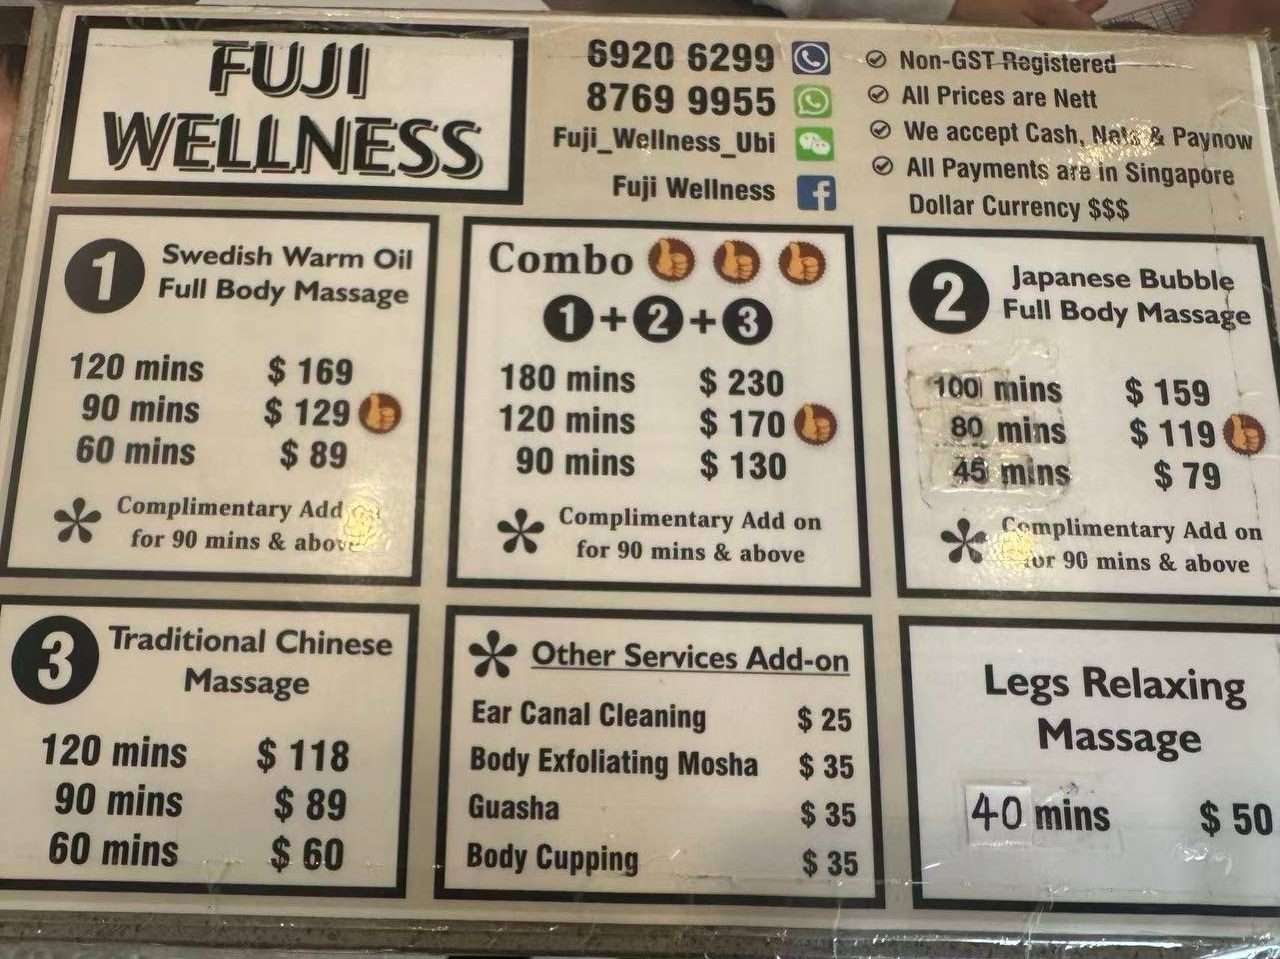 FUJI
WELLNESS
6920 6299
8769 9955
Fuji_Wellness_Ubi
Fuji Wellness
Non-GST Registered
All Prices are Nett
We accept Cash, Nets & Paynow
All Payments are in Singapore
Dollar Currency $$$
1 Swedish Warm Oil
Full Body Massage
120 mins $ 169
90 mins $ 129
60 mins $ 89
* Complimentary Add on
for 90 mins & above
Combo
1+2+3
180 mins $ 230
120 mins $ 170
90 mins $ 130
* Complimentary Add on
for 90 mins & above
2 Japanese Bubble
Full Body Massage
100 mins $ 159
80 mins $ 119
45 mins $ 79
* Complimentary Add on
for 90 mins & above
3 Traditional Chinese
Massage
120 mins $ 118
90 mins $ 89
60 mins $ 60
* Other Services Add-on
Ear Canal Cleaning $ 25
Body Exfoliating Mosha $ 35
Guasha $ 35
Body Cupping $ 35
Legs Relaxing
Massage
40 mins $ 50